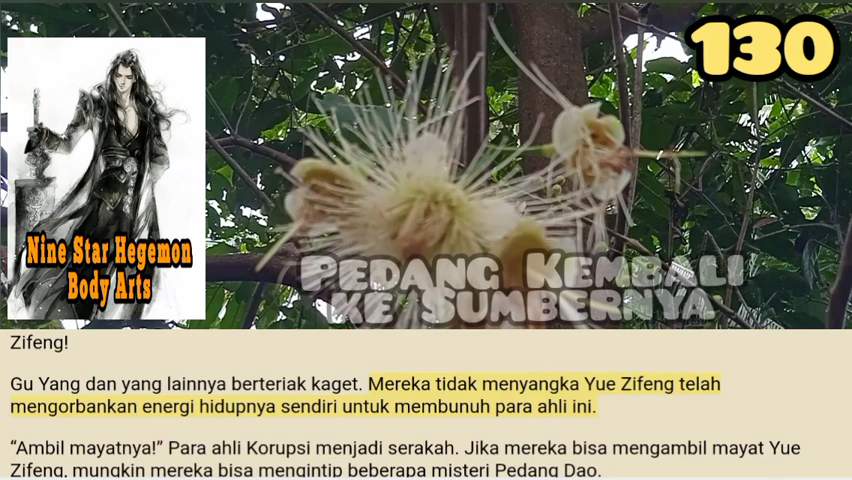 130
Nine Star Hegemon
Body Arts
Pedang Kembali
ke Sumbernya
Zifeng!
Gu Yang dan yang lainnya berteriak kaget. Mereka tidak menyangka Yue Zifeng telah
mengorbankan energi hidupnya sendiri untuk membunuh para ahli ini.
“Ambil mayatnya!” Para ahli Korupsi menjadi serakah. Jika mereka bisa mengambil mayat Yue
Zifeng, mungkin mereka bisa mengintip beberapa misteri Pedang Dao.